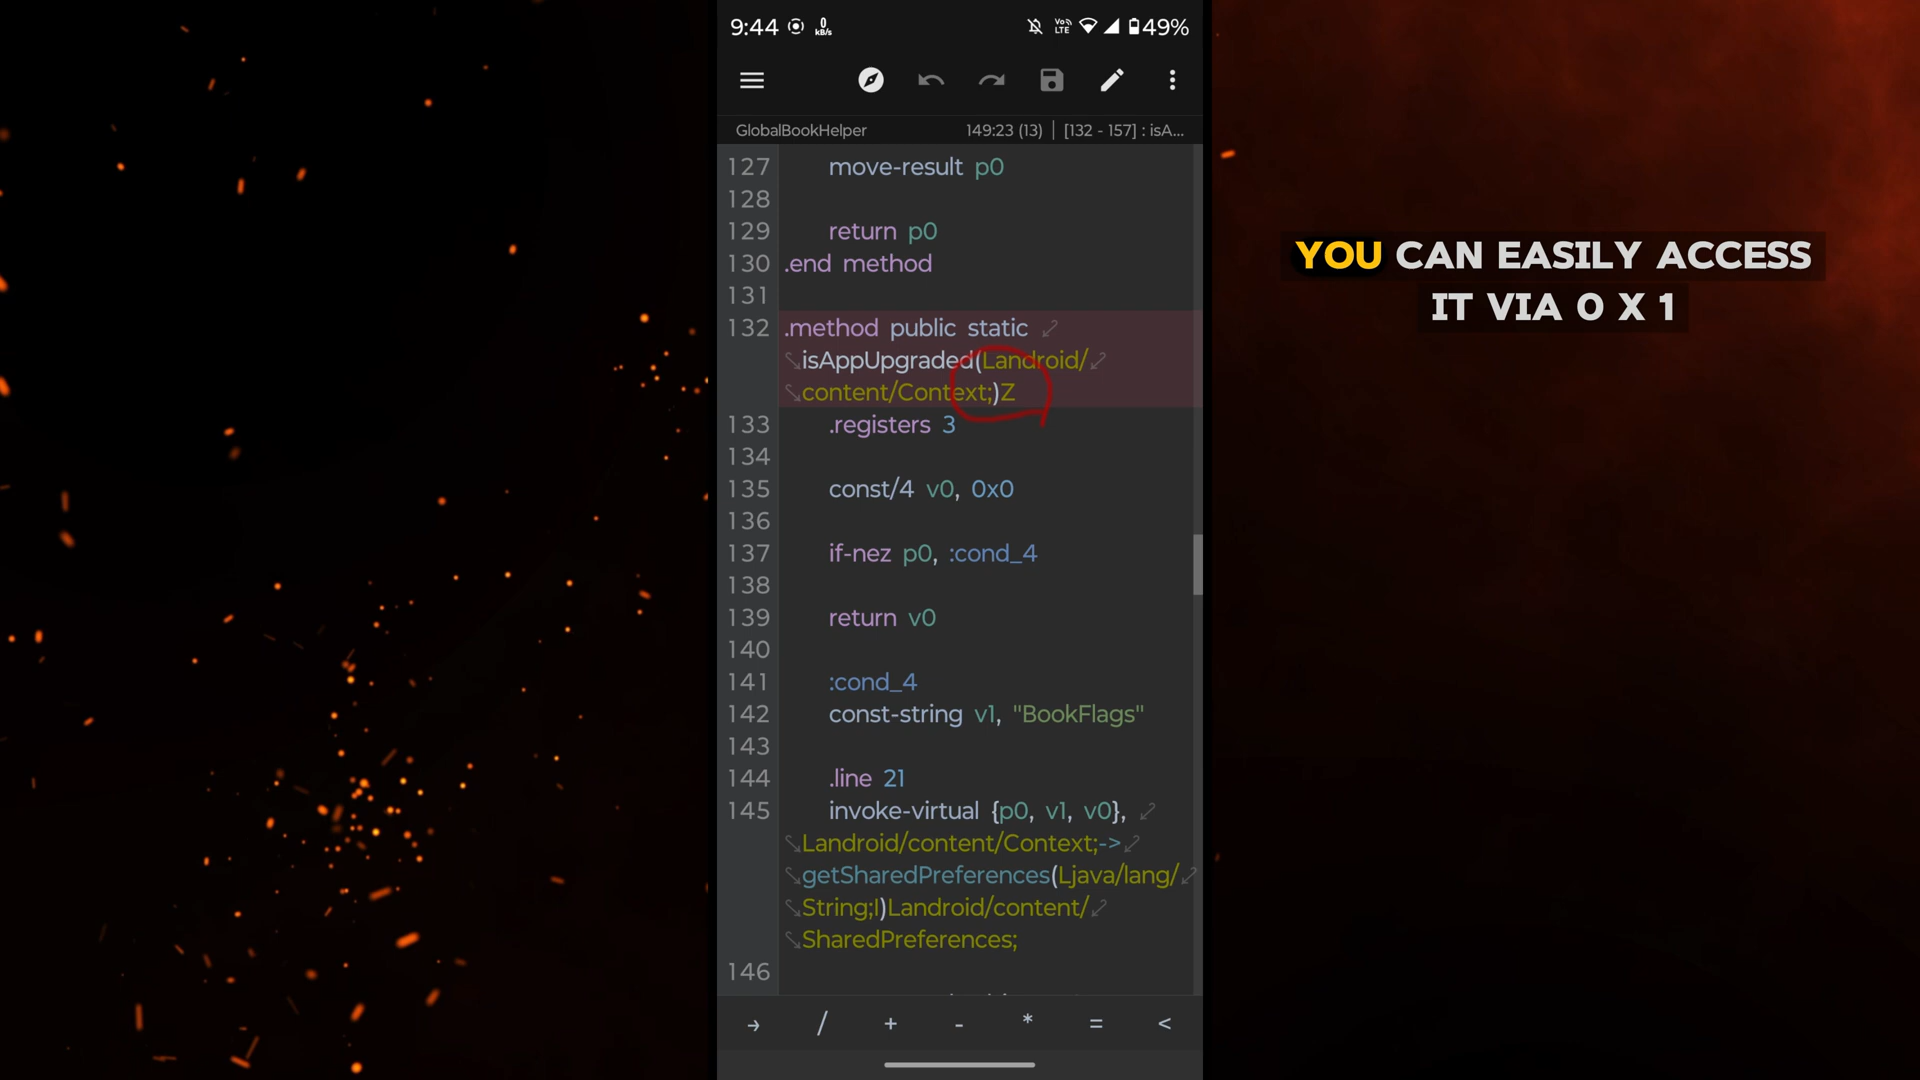 9:44 0 kB/s Vo LTE 49%
GlobalBookHelper 149:23 (13) | [132 - 157] : isA...
127 move-result p0
128
129 return p0
130 .end method
131
132 .method public static
isAppUpgraded(Landroid/
content/Context;)Z
133 .registers 3
134
135 const/4 v0, 0x0
136
137 if-nez p0, :cond_4
138
139 return v0
140
141 :cond_4
142 const-string v1, "BookFlags"
143
144 .line 21
145 invoke-virtual {p0, v1, v0},
Landroid/content/Context;->
getSharedPreferences(Ljava/lang/
String;I)Landroid/content/
SharedPreferences;
146
→ / + - * = <
YOU CAN EASILY ACCESS
IT VIA 0 X 1